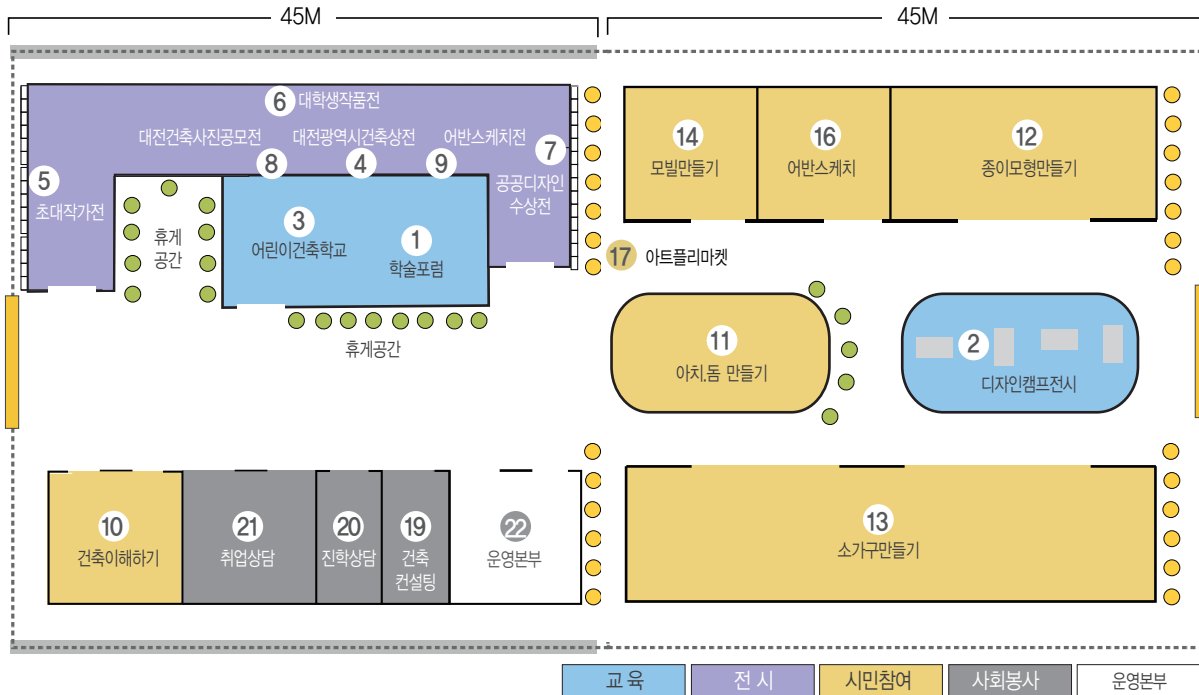 45M
45M
6 대학생작품전
대전건축사진공모전
대전광역시건축상전
어반스케치전
8
4
9
7
공공디자인
수상전
5
초대작가전
휴게
공간
3
어린이건축학교
1
학술포럼
휴게공간
14
모빌만들기
16
어반스케치
12
종이모형만들기
17 아트플리마켓
11
아치.돔 만들기
2
디자인캠프전시
10
건축이해하기
21
취업상담
20
진학상담
19
건축
컨설팅
22
운영본부
13
소가구만들기
교 육
전 시
시민참여
사회봉사
운영본부